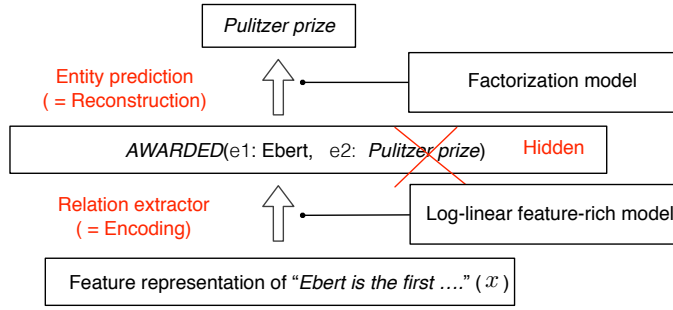 Pulitzer prize
Entity prediction
( = Reconstruction)
Factorization model
AWARDED(e1: Ebert, e2: Pulitzer prize)
Hidden
Relation extractor
( = Encoding)
Log-linear feature-rich model
Feature representation of “Ebert is the first ….” ( x )